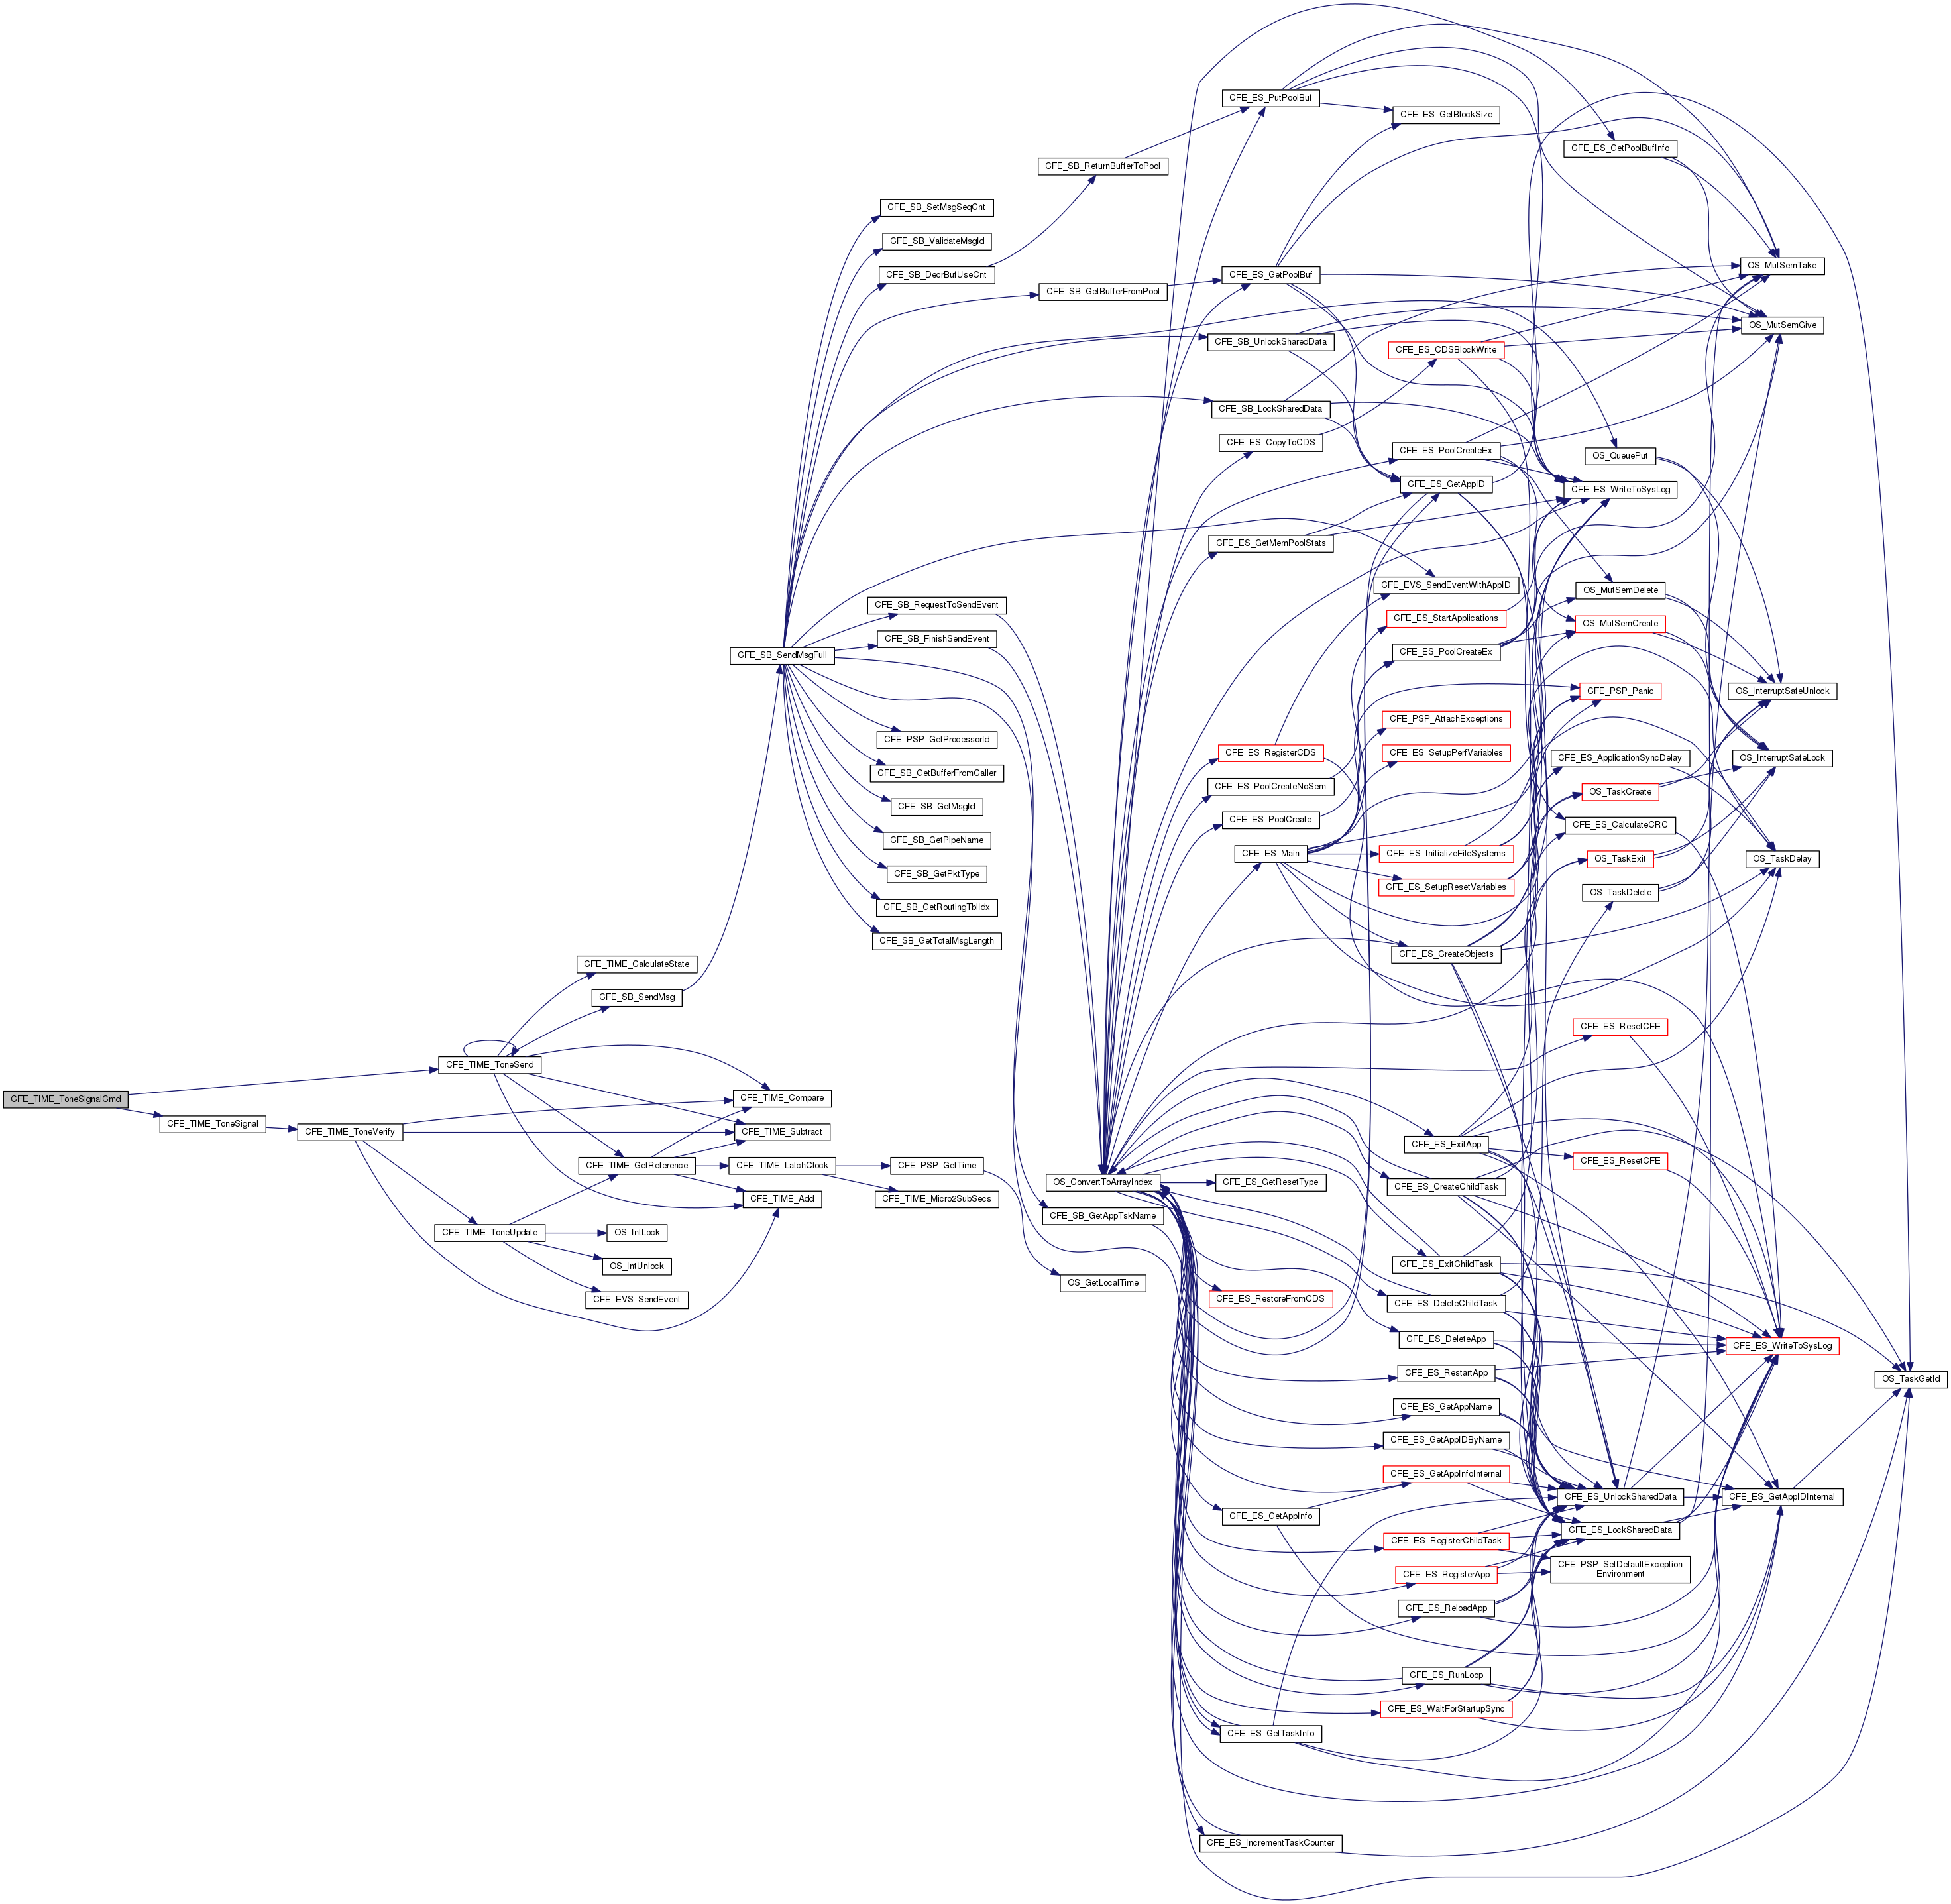 CFE_TIME_ToneSignalCmd
CFE_TIME_ToneSignal
CFE_TIME_ToneVerify
CFE_TIME_ToneSend
CFE_TIME_ToneUpdate
CFE_TIME_CalculateState
CFE_SB_SendMsg
CFE_TIME_GetReference
OS_IntLock
OS_IntUnlock
CFE_EVS_SendEvent
CFE_SB_SendMsgFull
CFE_TIME_Compare
CFE_TIME_Subtract
CFE_TIME_LatchClock
CFE_TIME_Add
CFE_SB_SetMsgSeqCnt
CFE_SB_ValidateMsgId
CFE_SB_DecrBufUseCnt
CFE_SB_RequestToSendEvent
CFE_SB_FinishSendEvent
CFE_PSP_GetProcessorId
CFE_SB_GetBufferFromCaller
CFE_SB_GetMsgId
CFE_SB_GetPipeName
CFE_SB_GetPktType
CFE_SB_GetRoutingTblIdx
CFE_SB_GetTotalMsgLength
CFE_PSP_GetTime
CFE_TIME_Micro2SubSecs
CFE_SB_ReturnBufferToPool
CFE_SB_GetBufferFromPool
OS_ConvertToArrayIndex
CFE_SB_GetAppTskName
OS_GetLocalTime
CFE_ES_PutPoolBuf
CFE_ES_GetPoolBuf
CFE_SB_UnlockSharedData
CFE_SB_LockSharedData
CFE_ES_CopyToCDS
CFE_ES_GetMemPoolStats
CFE_ES_RegisterCDS
CFE_ES_PoolCreateNoSem
CFE_ES_PoolCreate
CFE_ES_Main
CFE_ES_GetResetType
CFE_ES_RestoreFromCDS
CFE_ES_GetAppInfo
CFE_ES_GetTaskInfo
CFE_ES_IncrementTaskCounter
CFE_ES_GetBlockSize
CFE_ES_CDSBlockWrite
CFE_ES_PoolCreateEx
CFE_ES_GetAppID
CFE_EVS_SendEventWithAppID
CFE_ES_StartApplications
CFE_ES_PoolCreateEx
CFE_PSP_AttachExceptions
CFE_ES_SetupPerfVariables
CFE_ES_InitializeFileSystems
CFE_ES_SetupResetVariables
CFE_ES_CreateObjects
CFE_ES_ExitApp
CFE_ES_CreateChildTask
CFE_ES_ExitChildTask
CFE_ES_DeleteChildTask
CFE_ES_DeleteApp
CFE_ES_RestartApp
CFE_ES_GetAppName
CFE_ES_GetAppIDByName
CFE_ES_GetAppInfoInternal
CFE_ES_RegisterChildTask
CFE_ES_RegisterApp
CFE_ES_ReloadApp
CFE_ES_RunLoop
CFE_ES_WaitForStartupSync
CFE_ES_GetPoolBufInfo
OS_QueuePut
CFE_ES_WriteToSysLog
OS_MutSemDelete
OS_MutSemCreate
CFE_PSP_Panic
CFE_ES_ApplicationSyncDelay
OS_TaskCreate
CFE_ES_CalculateCRC
OS_TaskExit
OS_TaskDelete
CFE_ES_ResetCFE
CFE_ES_ResetCFE
CFE_ES_UnlockSharedData
CFE_ES_LockSharedData
CFE_PSP_SetDefaultException
Environment
OS_MutSemTake
OS_MutSemGive
OS_InterruptSafeUnlock
OS_InterruptSafeLock
OS_TaskDelay
CFE_ES_WriteToSysLog
CFE_ES_GetAppIDInternal
OS_TaskGetId